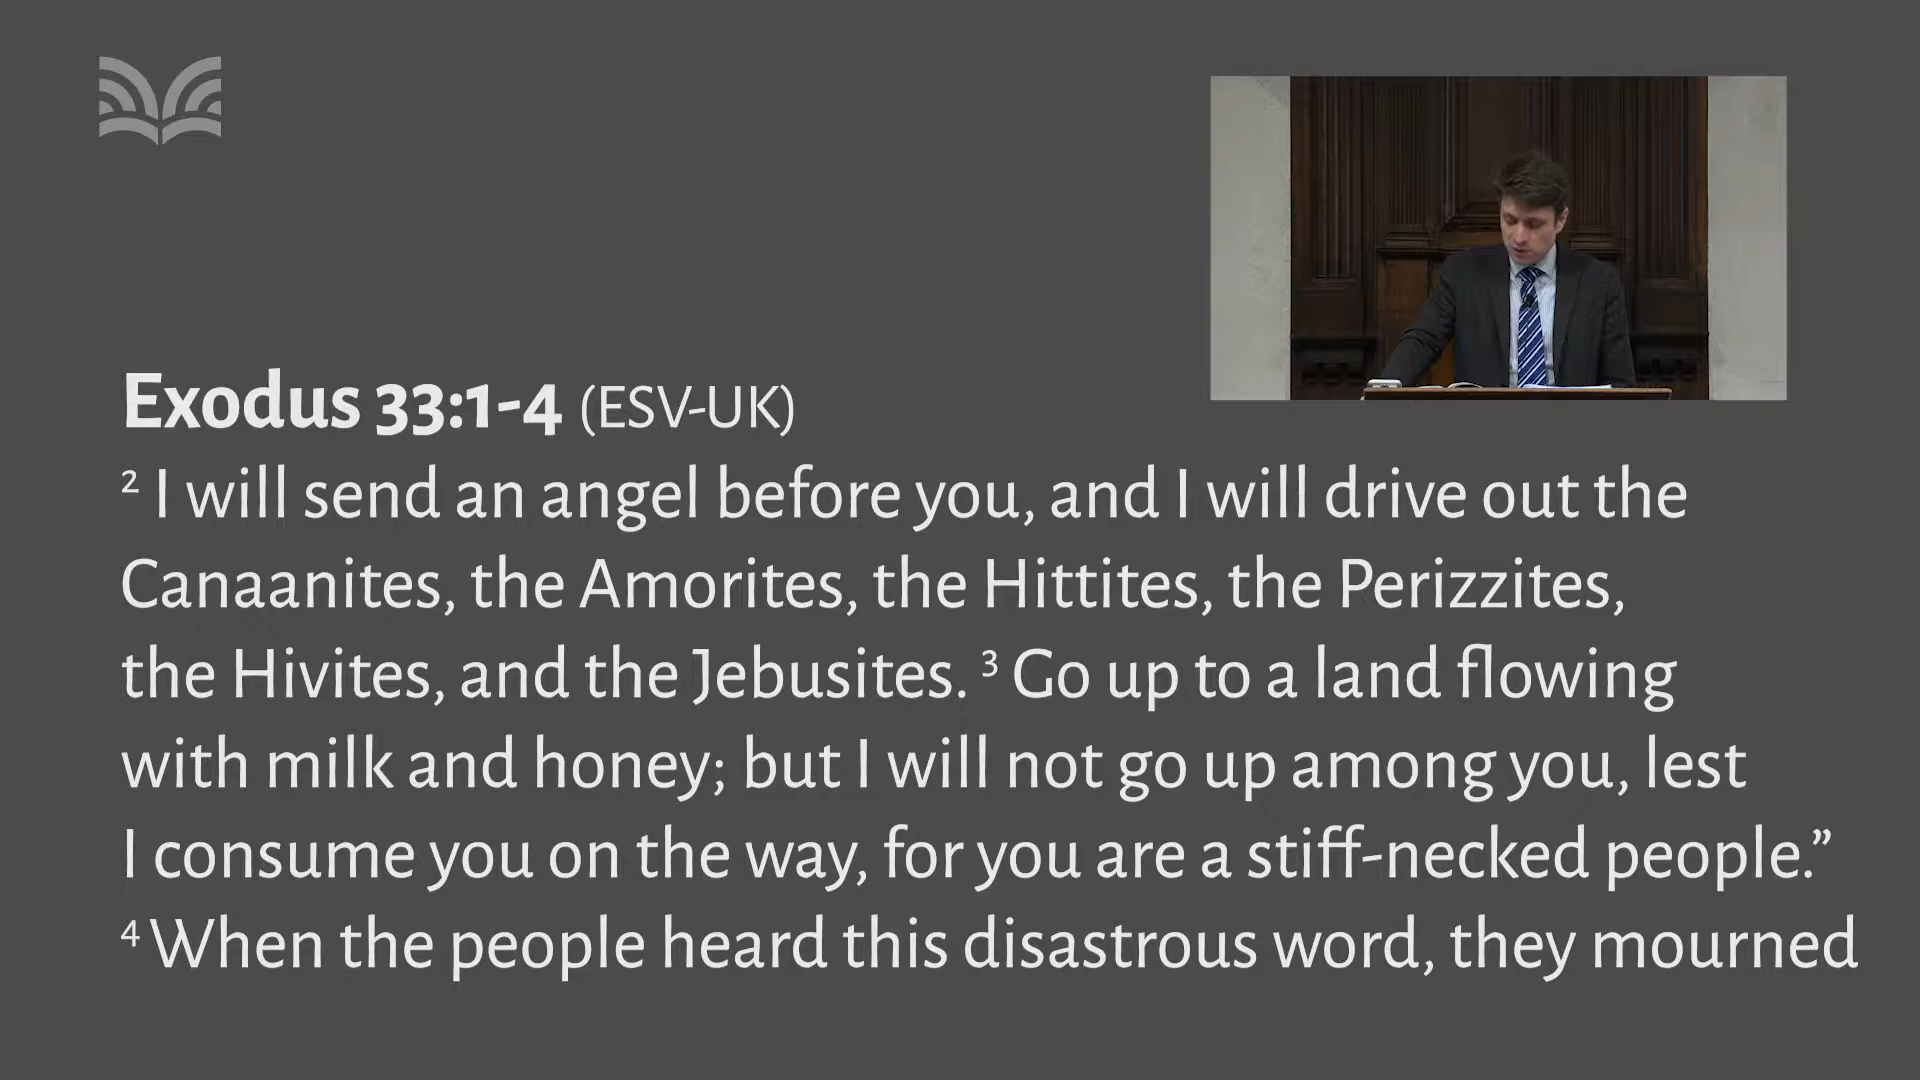 Exodus 33:1-4 (ESV-UK)
² I will send an angel before you, and I will drive out the
Canaanites, the Amorites, the Hittites, the Perizzites,
the Hivites, and the Jebusites. ³ Go up to a land flowing
with milk and honey; but I will not go up among you, lest
I consume you on the way, for you are a stiff-necked people.”
⁴ When the people heard this disastrous word, they mourned